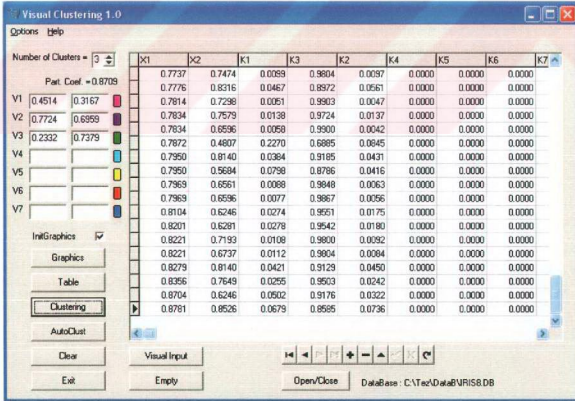 Visual Clustering 1.0
Options Help
Number of Clusters = 3
Part. Coef. =0.8709
V1 0.4514 0.3167
V2 0.7724 0.6959
V3 0.2332 0.7379
V4
V5
V6
V7
InitGraphics
Graphics
Table
Clustering
AutoClust
Clear
Exit
X1 X2 K1 K3 K2 K4 K5 K6 K7
0.7737 0.7474 0.0099 0.9804 0.0097 0.0000 0.0000 0.0000
0.7776 0.8316 0.0467 0.8972 0.0561 0.0000 0.0000 0.0000
0.7814 0.7298 0.0051 0.9903 0.0047 0.0000 0.0000 0.0000
0.7834 0.7579 0.0138 0.9724 0.0137 0.0000 0.0000 0.0000
0.7834 0.6596 0.0058 0.9900 0.0042 0.0000 0.0000 0.0000
0.7872 0.4807 0.2270 0.6885 0.0845 0.0000 0.0000 0.0000
0.7950 0.8140 0.0384 0.9185 0.0431 0.0000 0.0000 0.0000
0.7950 0.5684 0.0798 0.8786 0.0416 0.0000 0.0000 0.0000
0.7969 0.6561 0.0088 0.9848 0.0063 0.0000 0.0000 0.0000
0.7969 0.6596 0.0077 0.9867 0.0056 0.0000 0.0000 0.0000
0.8104 0.6246 0.0274 0.9551 0.0175 0.0000 0.0000 0.0000
0.8201 0.6281 0.0278 0.9542 0.0180 0.0000 0.0000 0.0000
0.8221 0.7193 0.0108 0.9800 0.0092 0.0000 0.0000 0.0000
0.8221 0.6737 0.0112 0.9804 0.0084 0.0000 0.0000 0.0000
0.8279 0.8140 0.0421 0.9129 0.0450 0.0000 0.0000 0.0000
0.8356 0.7649 0.0255 0.9503 0.0242 0.0000 0.0000 0.0000
0.8704 0.6246 0.0502 0.9176 0.0322 0.0000 0.0000 0.0000
0.8781 0.8526 0.0679 0.8585 0.0736 0.0000 0.0000 0.0000
Visual Input
Empty
Open/Close
DataBase : C:\Tez\DataB\IRIS8.DB